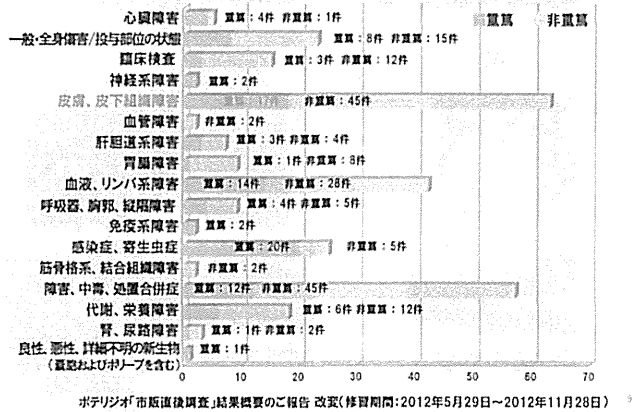 重篤 非重篤
心臓障害 重篤：4件 非重篤：1件
一般・全身傷害/投与部位の状態 重篤：8件 非重篤：15件
臨床検査 重篤：3件 非重篤：12件
神経系障害 重篤：2件
皮膚、皮下組織障害 重篤：17件 非重篤：45件
血管障害 非重篤：2件
肝胆道系障害 重篤：3件 非重篤：4件
胃腸障害 重篤：1件 非重篤：8件
血液、リンパ系障害 重篤：14件 非重篤：28件
呼吸器、胸郭、縦隔障害 重篤：4件 非重篤：5件
免疫系障害 重篤：2件
感染症、寄生虫症 重篤：20件 非重篤：5件
筋骨格系、結合組織障害 非重篤：2件
障害、中毒、処置合併症 重篤：12件 非重篤：45件
代謝、栄養障害 重篤：6件 非重篤：12件
腎、尿路障害 重篤：1件 非重篤：2件
良性、悪性、詳細不明の新生物 重篤：1件
（嚢胞およびポリープを含む）
0 10 20 30 40 50 60 70
ポテリジオ「市販直後調査」結果概要のご報告 改変（修習期間：2012年5月29日～2012年11月28日）